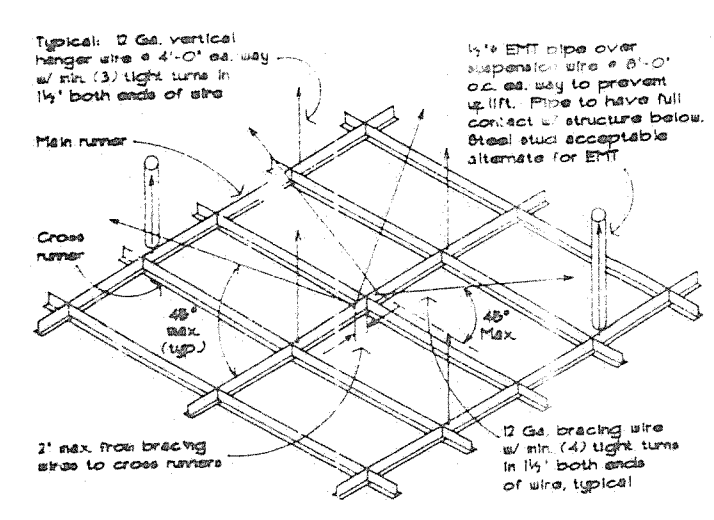 Typical: 12 Ga. vertical
hanger wire @ 4'-0" ea. way
w/ min. (3) tight turns in
1½" both ends of wire
½"ϕ EMT pipe over
suspension wire @ 8'-0"
o.c. ea. way to prevent
uplift. Pipe to have full
contact w/ structure below.
Steel stud acceptable
alternate for EMT
Main runner
Cross
runner
45°
max.
(typ.)
45°
Max.
2" max. from bracing
wires to cross runners
12 Ga. bracing wire
w/ min. (4) tight turns
in 1½" both ends
of wire, typical